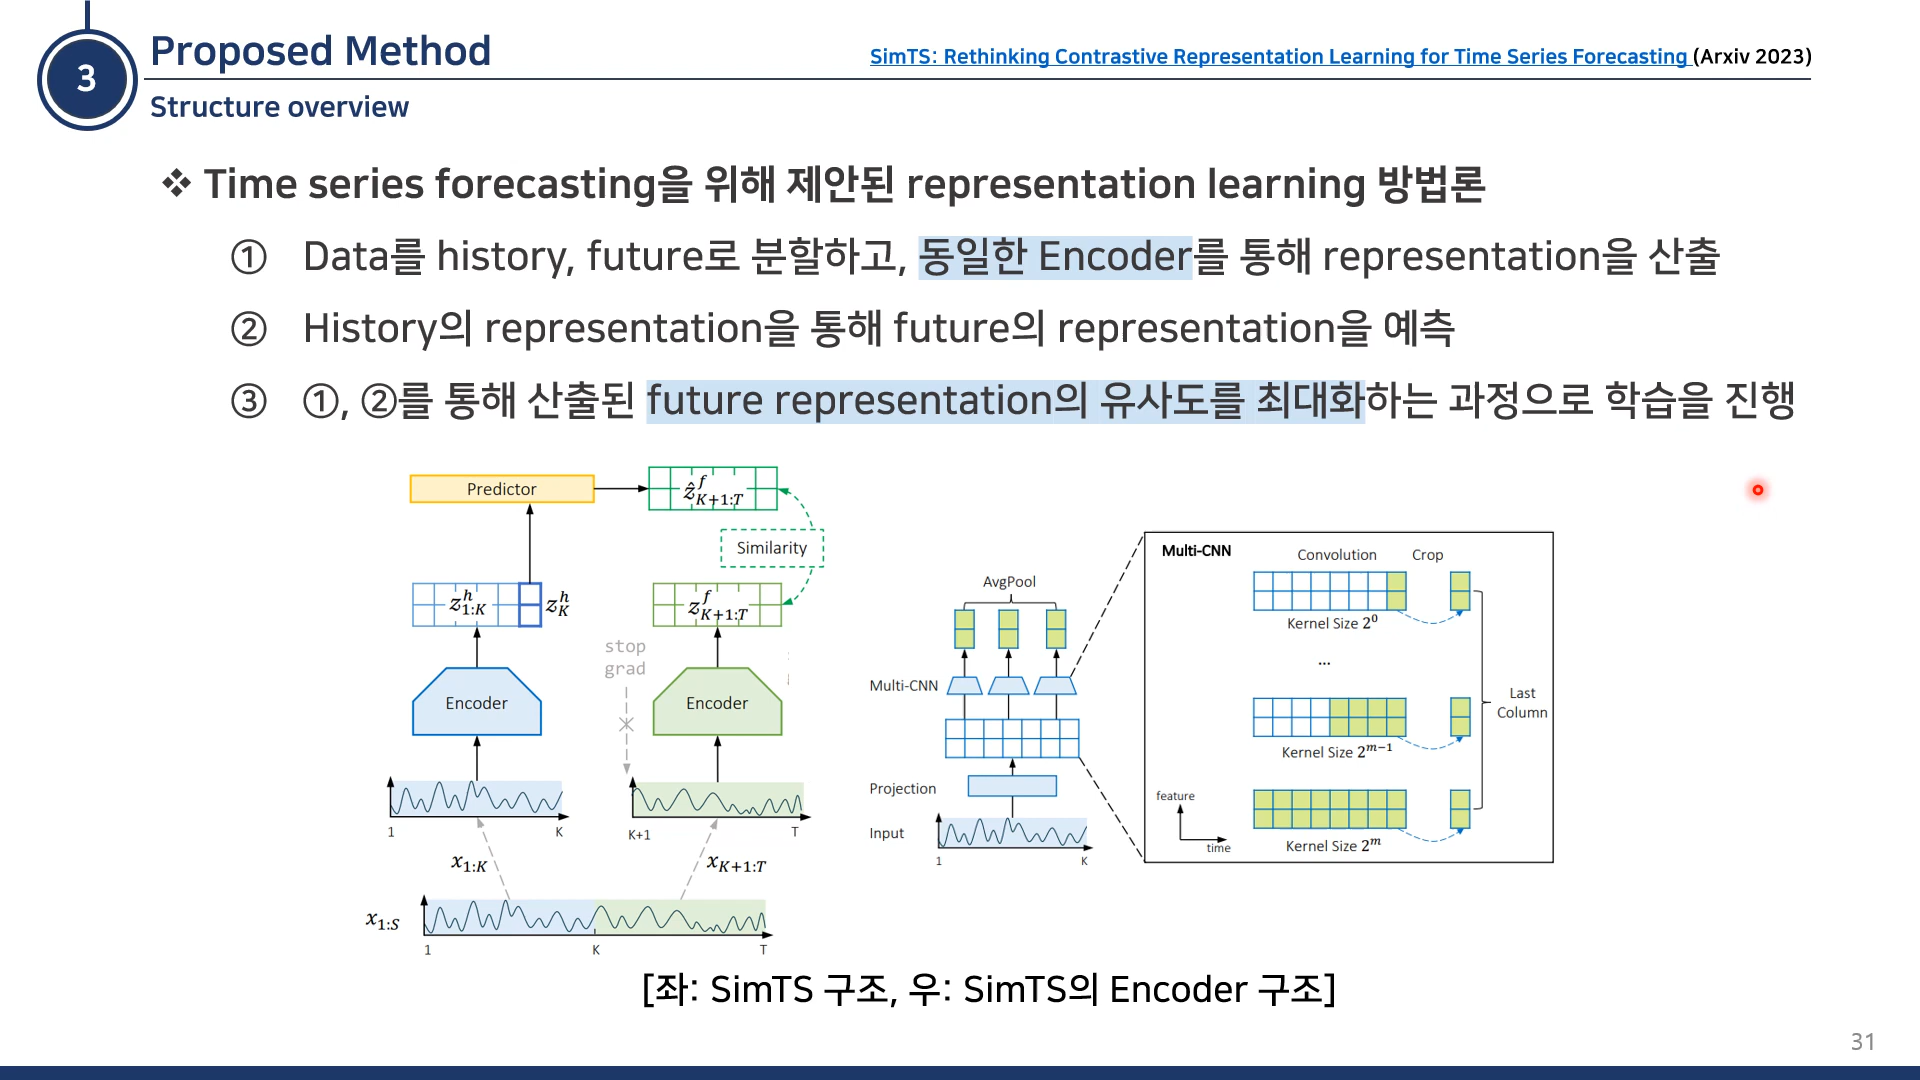 3
Proposed Method
SimTS: Rethinking Contrastive Representation Learning for Time Series Forecasting (Arxiv 2023)
Structure overview
❖ Time series forecasting을 위해 제안된 representation learning 방법론
① Data를 history, future로 분할하고, 동일한 Encoder를 통해 representation을 산출
② History의 representation을 통해 future의 representation을 예측
③ ①, ②를 통해 산출된 future representation의 유사도를 최대화하는 과정으로 학습을 진행
Predictor
ẑ^f_{K+1:T}
Similarity
z^h_{1:K}
z^h_K
z^f_{K+1:T}
stop
grad
Encoder
Encoder
1
K
K+1
T
x_{1:K}
x_{K+1:T}
x_{1:S}
1
K
T
AvgPool
Multi-CNN
Projection
Input
1
K
Multi-CNN
Convolution
Crop
Kernel Size 2^0
...
Kernel Size 2^{m-1}
Last
Column
feature
time
Kernel Size 2^m
[좌: SimTS 구조, 우: SimTS의 Encoder 구조]
31